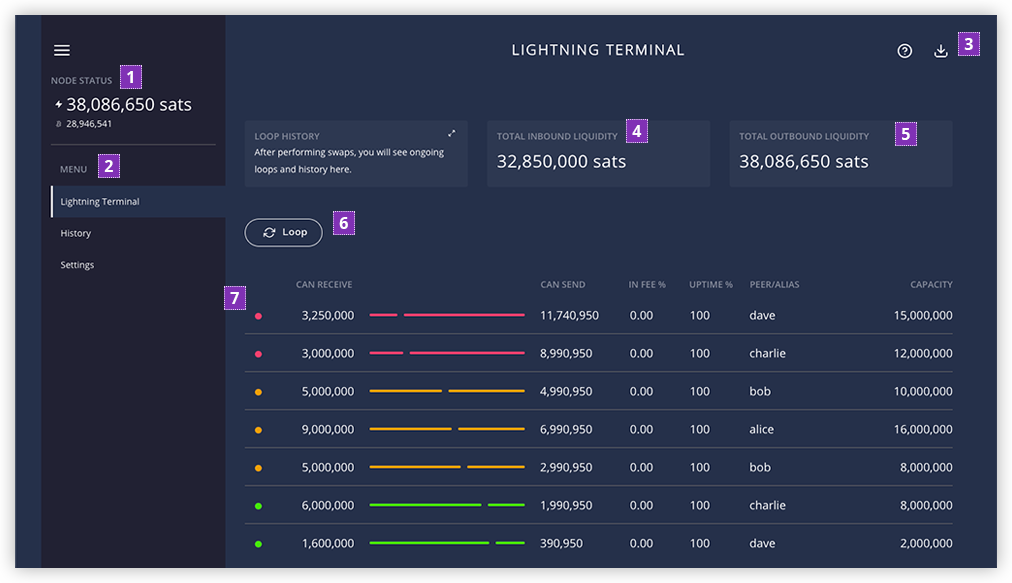 LIGHTNING TERMINAL
3
NODE STATUS 1
38,086,650 sats
28,946,541
MENU 2
Lightning Terminal
History
Settings
LOOP HISTORY
After performing swaps, you will see ongoing
loops and history here.
TOTAL INBOUND LIQUIDITY 4
32,850,000 sats
TOTAL OUTBOUND LIQUIDITY 5
38,086,650 sats
Loop 6
7
CAN RECEIVE CAN SEND IN FEE % UPTIME % PEER/ALIAS CAPACITY
3,250,000 11,740,950 0.00 100 dave 15,000,000
3,000,000 8,990,950 0.00 100 charlie 12,000,000
5,000,000 4,990,950 0.00 100 bob 10,000,000
9,000,000 6,990,950 0.00 100 alice 16,000,000
5,000,000 2,990,950 0.00 100 bob 8,000,000
6,000,000 1,990,950 0.00 100 charlie 8,000,000
1,600,000 390,950 0.00 100 dave 2,000,000